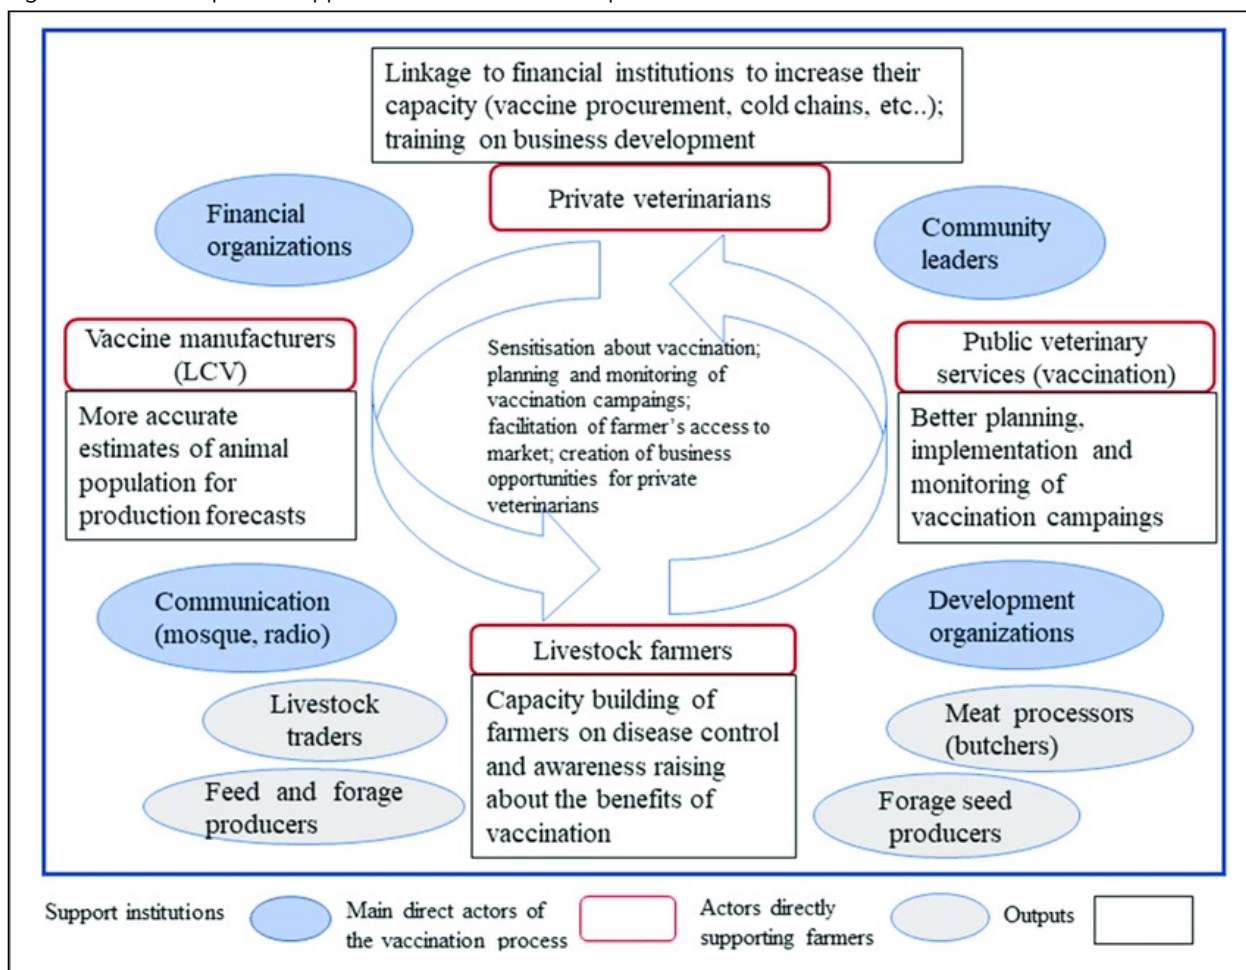 Linkage to financial institutions to increase their
capacity (vaccine procurement, cold chains, etc..);
training on business development
Private veterinarians
Financial
organizations
Community
leaders
Vaccine manufacturers
(LCV)
More accurate
estimates of animal
population for
production forecasts
Sensitisation about vaccination;
planning and monitoring of
vaccination campaings;
facilitation of farmer's access to
market; creation of business
opportunities for private
veterinarians
Public veterinary
services (vaccination)
Better planning,
implementation and
monitoring of
vaccination campaings
Communication
(mosque, radio)
Development
organizations
Livestock farmers
Capacity building of
farmers on disease control
and awareness raising
about the benefits of
vaccination
Livestock
traders
Meat processors
(butchers)
Feed and forage
producers
Forage seed
producers
Support institutions
Main direct actors of
the vaccination process
Actors directly
supporting farmers
Outputs